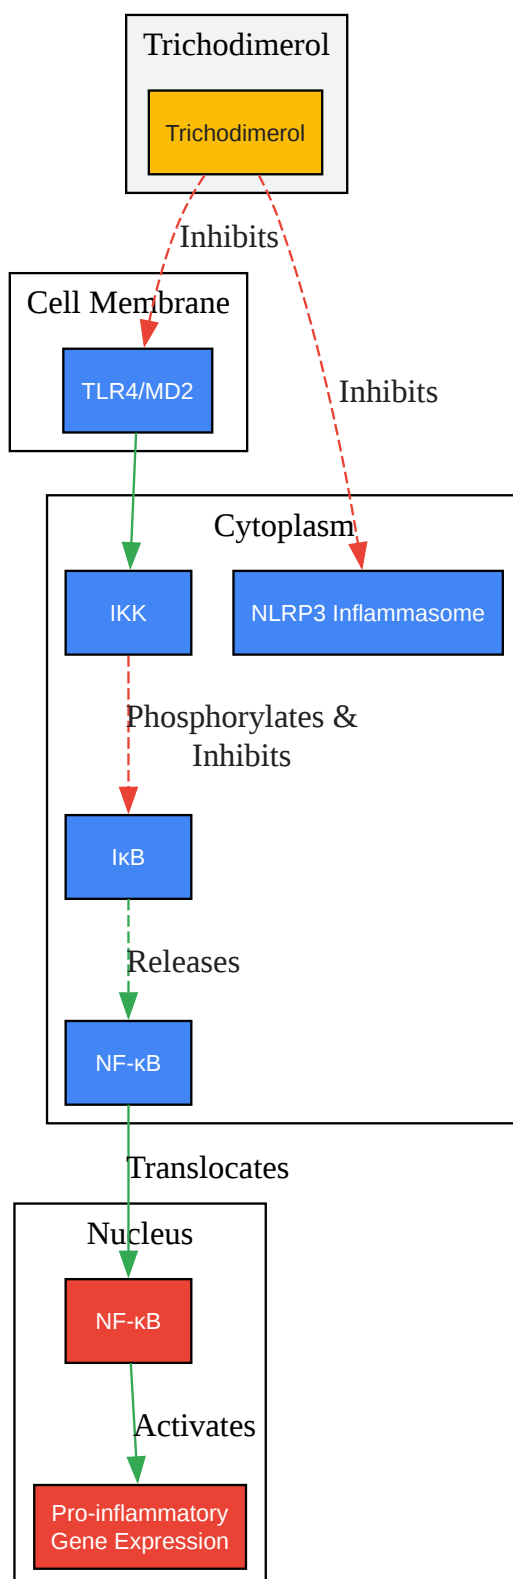 Trichodimerol
Trichodimerol
Inhibits
Cell Membrane
TLR4/MD2
Inhibits
Cytoplasm
IKK
NLRP3 Inflammasome
Phosphorylates &
Inhibits
IκB
Releases
NF-κB
Translocates
Nucleus
NF-κB
Activates
Pro-inflammatory
Gene Expression